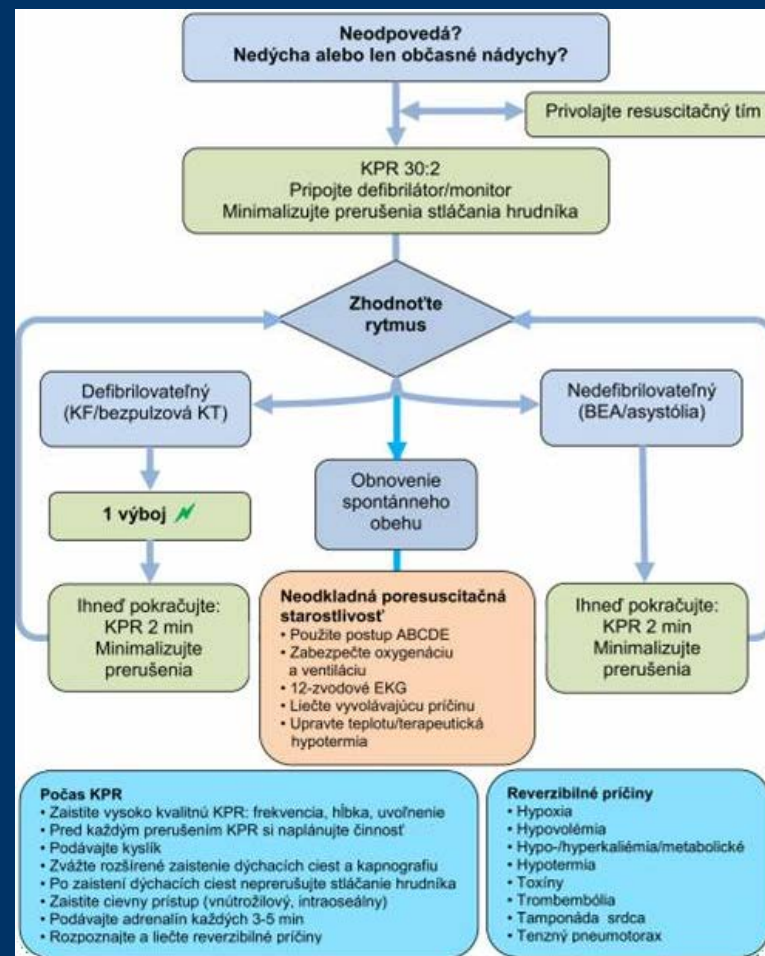 Neodpovedá?
Nedýcha alebo len občasné nádychy?
Privolajte resuscitačný tím
KPR 30:2
Pripojte defibrilátor/monitor
Minimalizujte prerušenia stláčania hrudníka
Zhodnoťte
rytmus
Defibrilovateľný
(KF/bezpulzová KT)
Nedefibrilovateľný
(BEA/asystólia)
1 výboj
Obnovenie
spontánneho
obehu
Ihneď pokračujte:
KPR 2 min
Minimalizujte
prerušenia
Neodkladná poresuscitačná
starostlivosť
• Použite postup ABCDE
• Zabezpečte oxygenáciu
a ventiláciu
• 12-zvodové EKG
• Liečte vyvolávajúcu príčinu
• Upravte teplotu/terapeutická
hypotermia
Ihneď pokračujte:
KPR 2 min
Minimalizujte
prerušenia
Počas KPR
• Zaistite vysoko kvalitnú KPR: frekvencia, hĺbka, uvoľnenie
• Pred každým prerušením KPR si naplánujte činnosť
• Podávajte kyslík
• Zvážte rozšírené zaistenie dýchacích ciest a kapnografiu
• Po zaistení dýchacích ciest neprerušujte stláčanie hrudníka
• Zaistite cievny prístup (vnútrožilový, intraoseálny)
• Podávajte adrenalín každých 3-5 min
• Rozpoznajte a liečte reverzibilné príčiny
Reverzibilné príčiny
• Hypoxia
• Hypovolémia
• Hypo-/hyperkaliémia/metabolické
• Hypotermia
• Toxíny
• Trombembólia
• Tamponáda srdca
• Tenzný pneumotorax